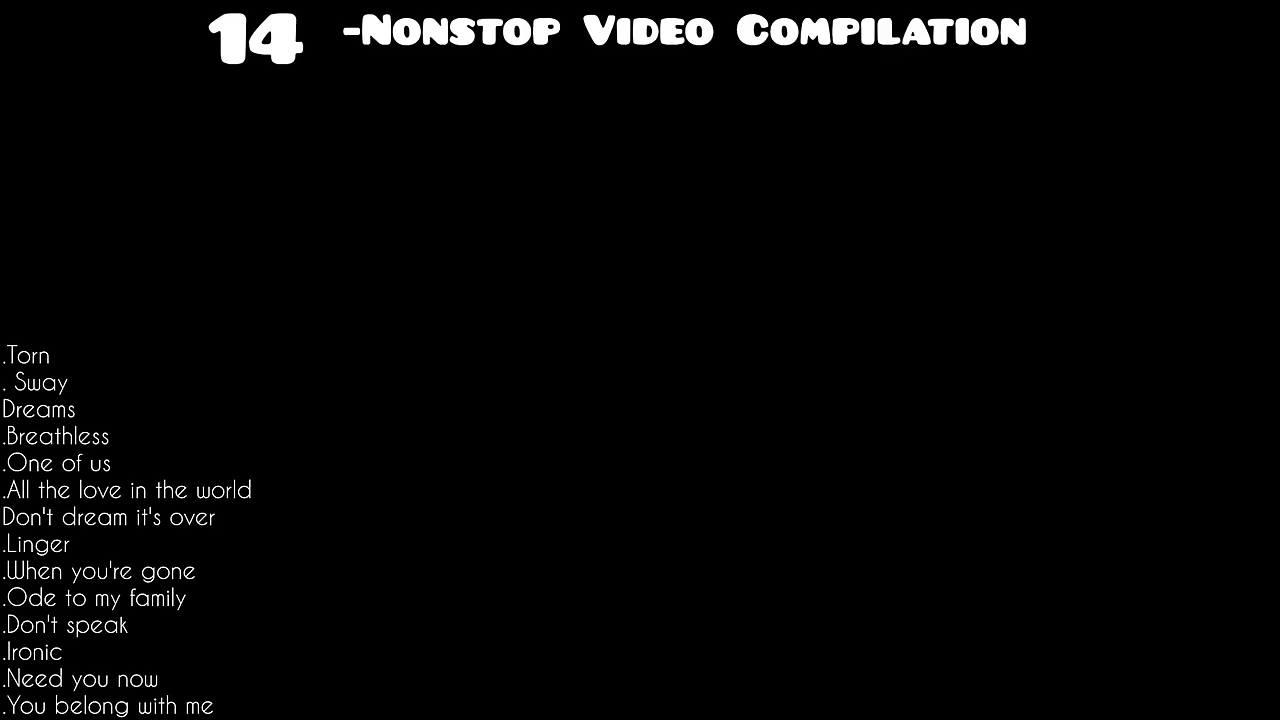 14 -Nonstop Video Compilation
.Torn
. Sway
Dreams
.Breathless
.One of us
.All the love in the world
Don't dream it's over
.Linger
.When you're gone
.Ode to my family
.Don't speak
.Ironic
.Need you now
.You belong with me